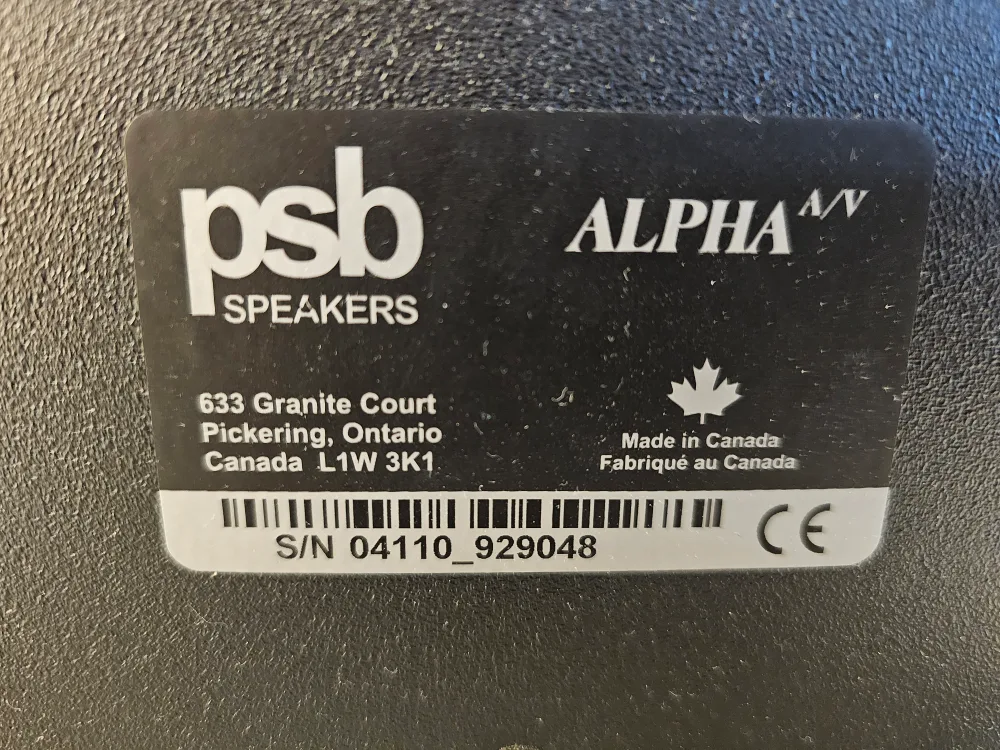 psb
SPEAKERS
ALPHA A/V
633 Granite Court
Pickering, Ontario
Canada L1W 3K1
Made in Canada
Fabriqué au Canada
S/N 04110_929048
CE